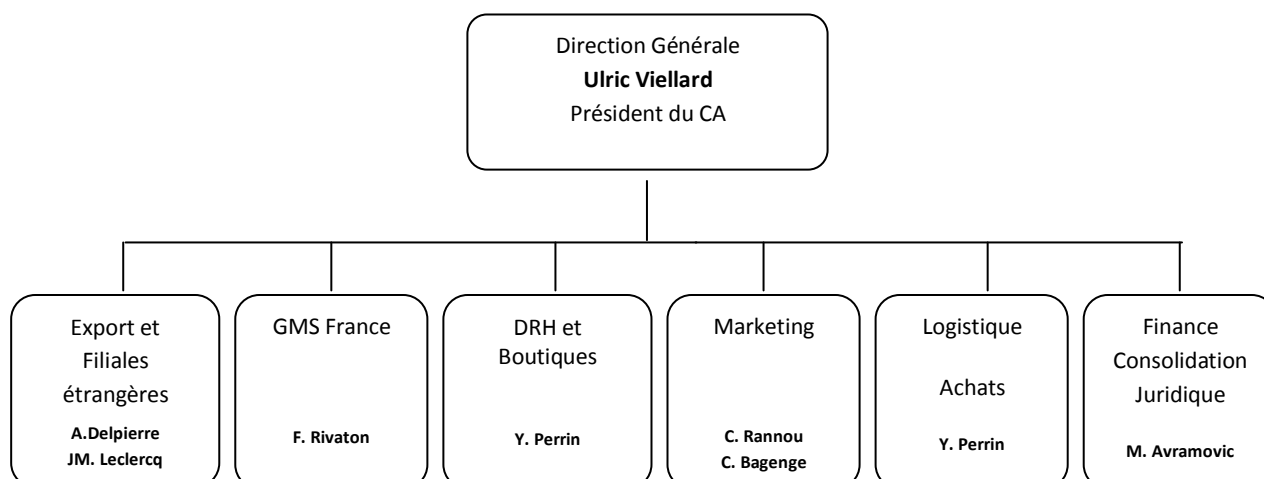 Direction Générale
Ulric Viellard
Président du CA
Export et
Filiales
étrangères
A.Delpierre
JM. Leclercq
GMS France
F. Rivaton
DRH et
Boutiques
Y. Perrin
Marketing
C. Rannou
C. Bagenge
Logistique
Achats
Y. Perrin
Finance
Consolidation
Juridique
M. Avramovic